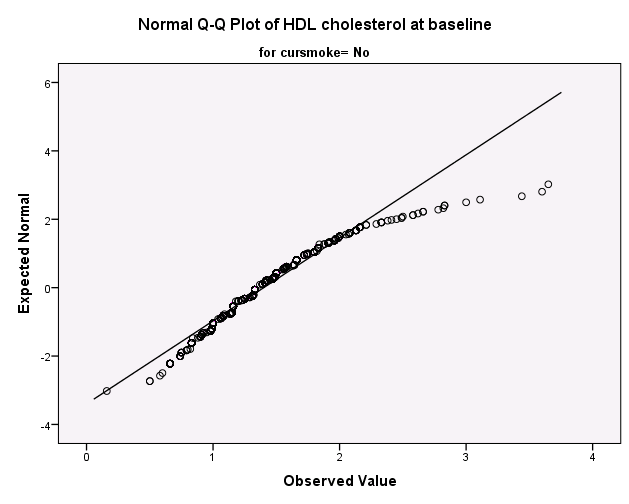 Normal Q-Q Plot of HDL cholesterol at baseline
for cursmoke= No
Expected Normal
6
4
2
0
-2
-4
0 1 2 3 4
Observed Value